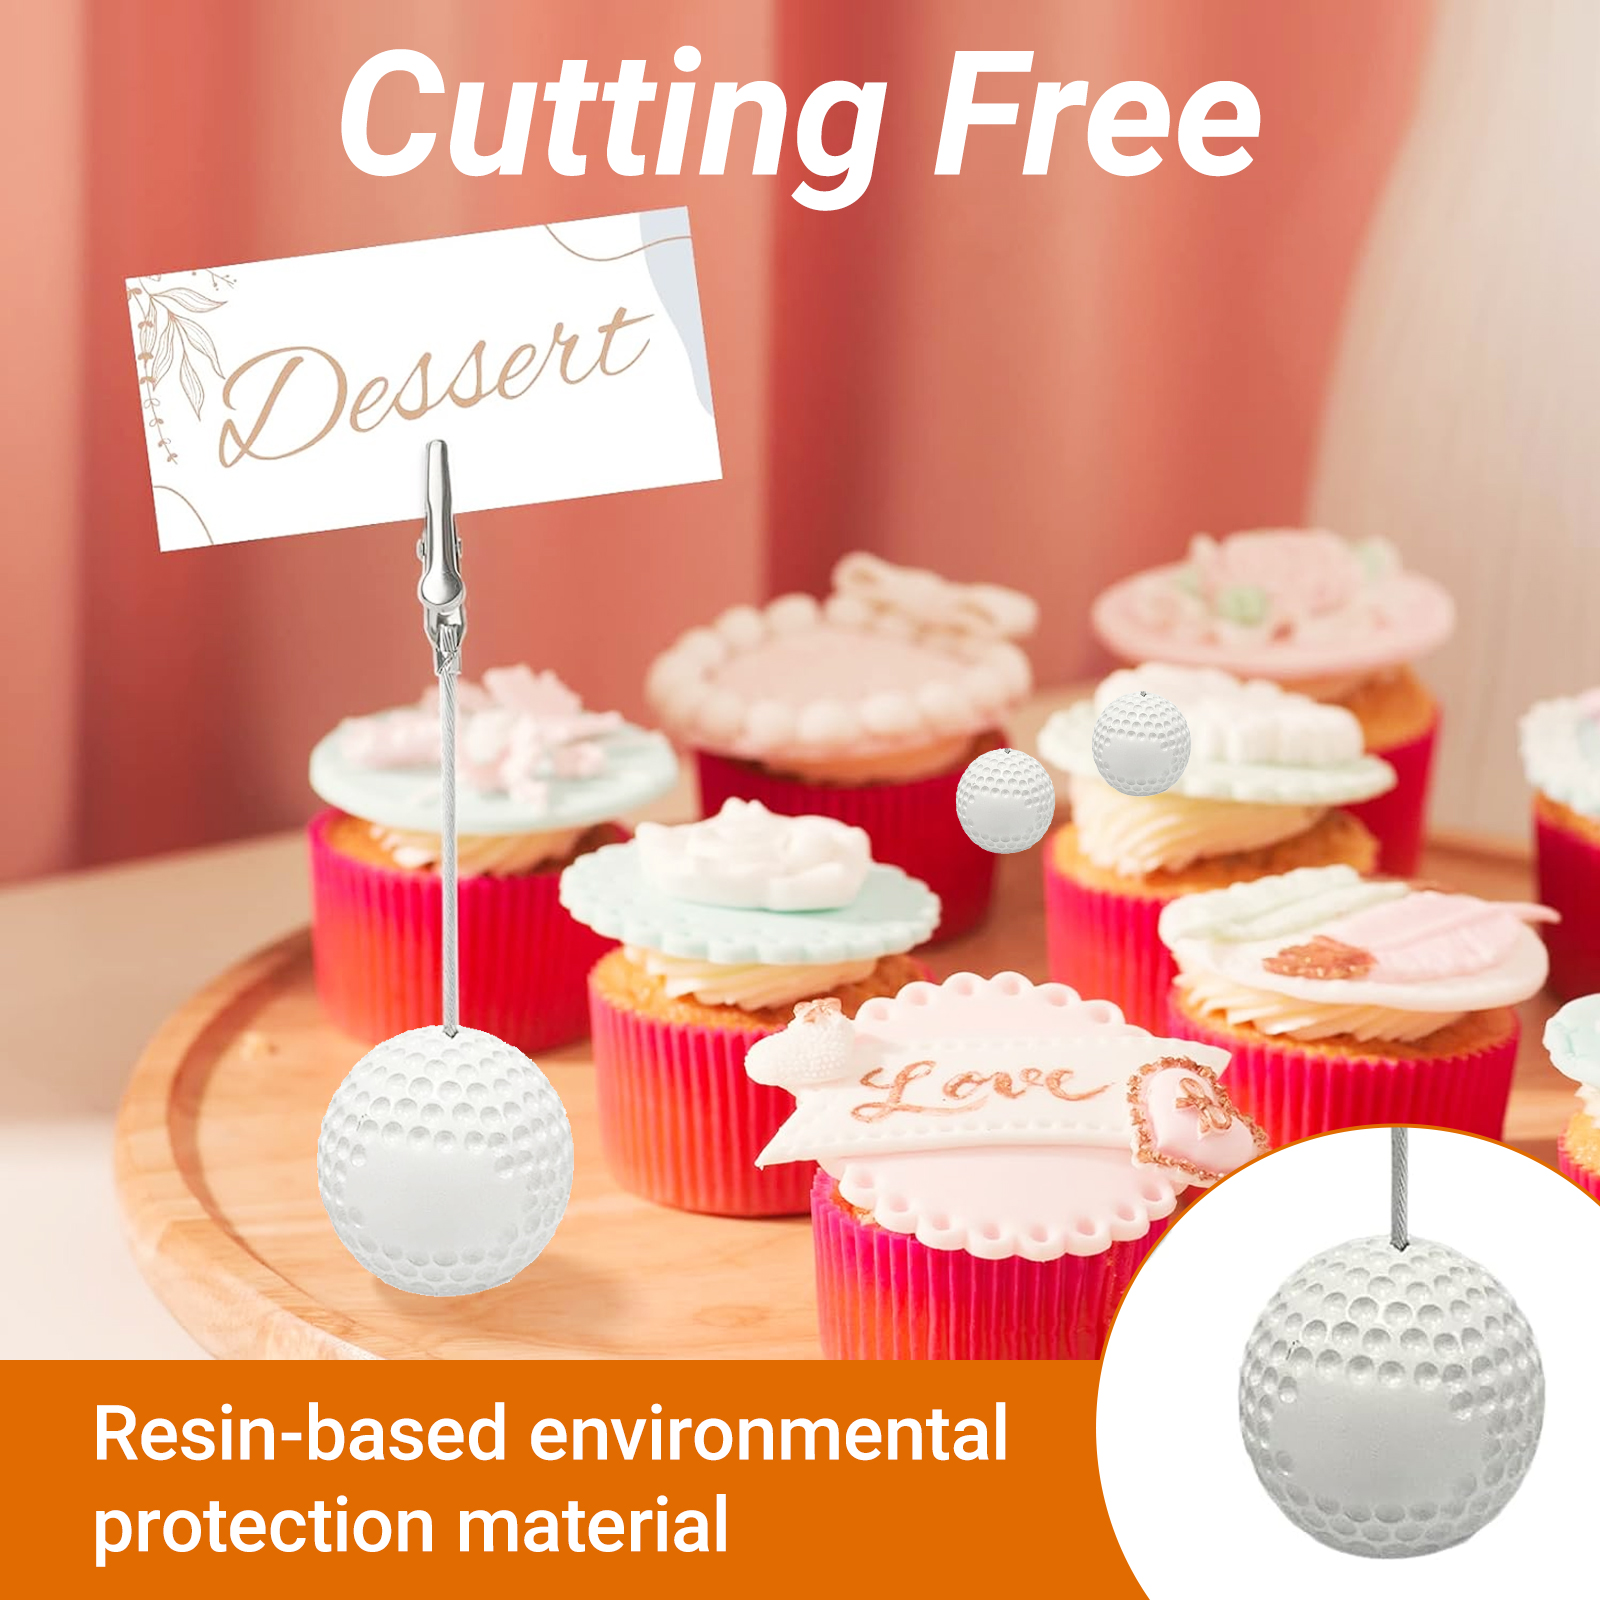 Cutting Free
Dessert
Love
Resin-based environmental
protection material